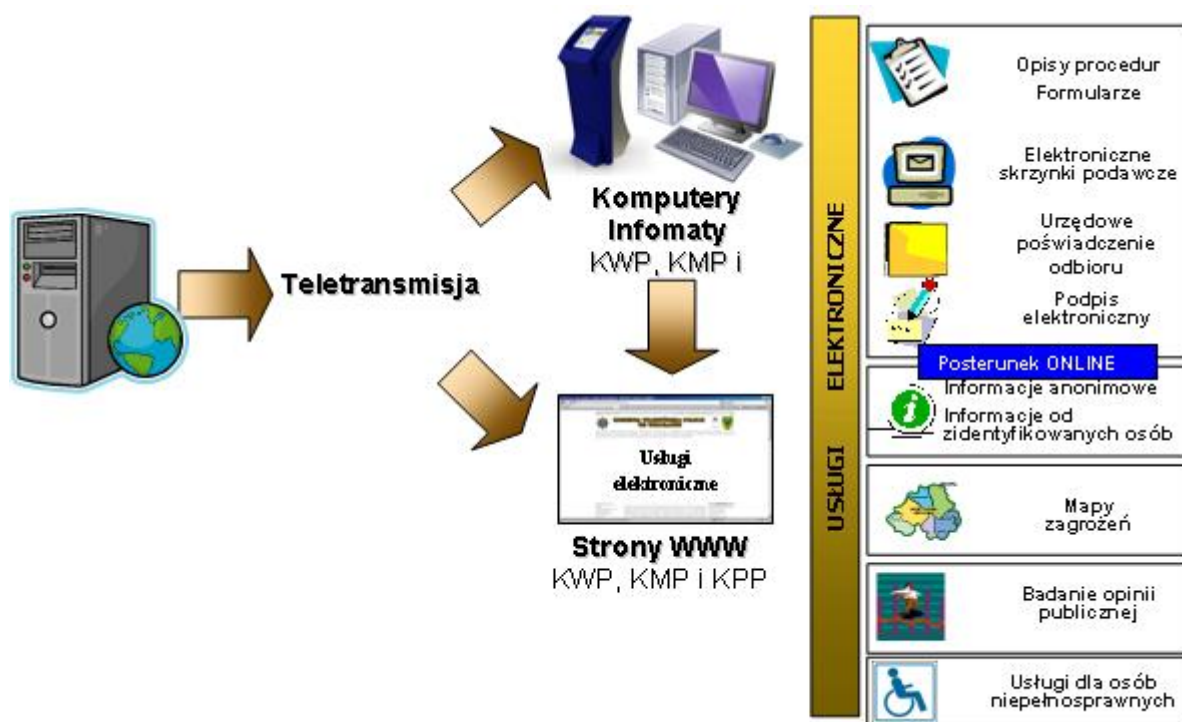 Teletransmisja
Komputery
Infomaty
KWP, KMP i
Usługi
elektroniczne
Strony WWW
KWP, KMP i KPP
USŁUGI ELEKTRONICZNE
Opisy procedur
Formularze
Elektroniczne
skrzynki podawcze
Urzędowe
poświadczenie
odbioru
Podpis
elektroniczny
Posterunek ONLINE
Informacje anonimowe
Informacje od
zidentyfikowanych osób
Mapy
zagrożeń
Badanie opinii
publicznej
Usługi dla osób
niepełnosprawnych